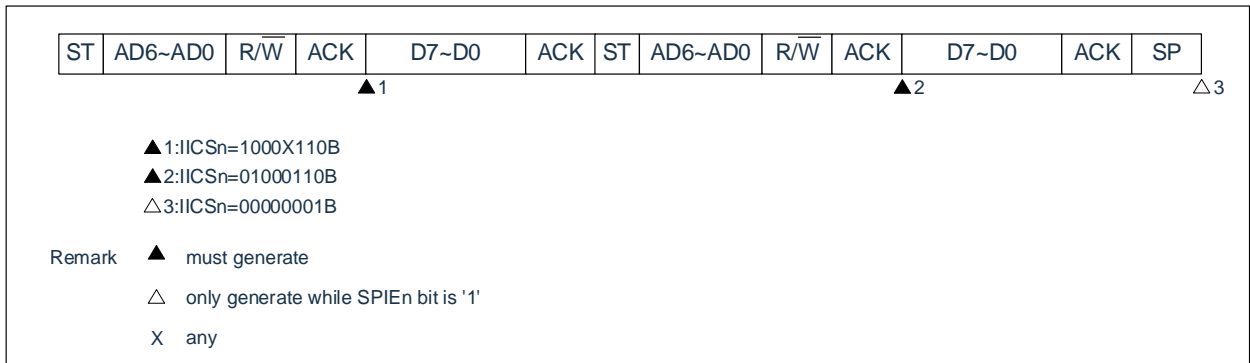 ST AD6~AD0 R/W ACK D7~D0 ACK ST AD6~AD0 R/W ACK D7~D0 ACK SP
▲1 ▲2 △3
▲1:IICSn=1000X110B
▲2:IICSn=01000110B
△3:IICSn=00000001B
Remark ▲ must generate
△ only generate while SPIEn bit is '1'
X any